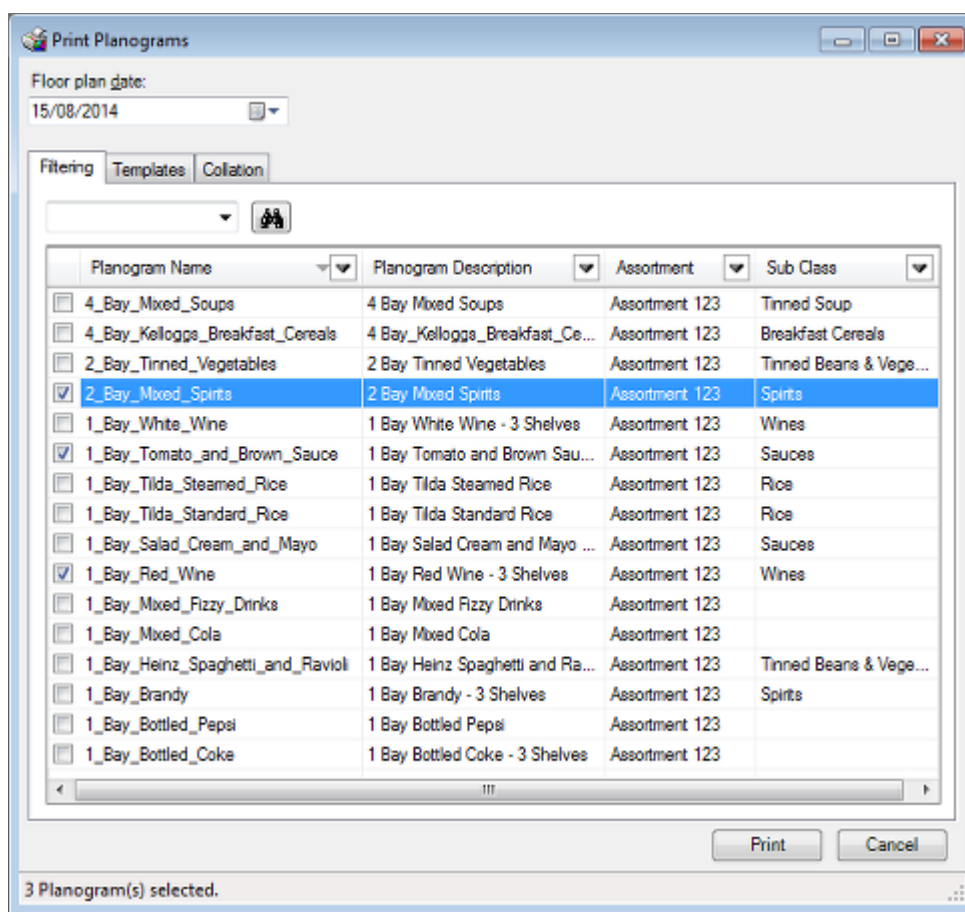 Print Planograms
Floor plan date:
15/08/2014
Filtering Templates Collation
Planogram Name Planogram Description Assortment Sub Class
4_Bay_Mixed_Soups 4 Bay Mixed Soups Assortment 123 Tinned Soup
4_Bay_Kelloggs_Breakfast_Cereals 4 Bay_Kelloggs_Breakfast_Ce... Assortment 123 Breakfast Cereals
2_Bay_Tinned_Vegetables 2 Bay Tinned Vegetables Assortment 123 Tinned Beans & Vege...
2_Bay_Mixed_Spirits 2 Bay Mixed Spirits Assortment 123 Spirits
1_Bay_White_Wine 1 Bay White Wine - 3 Shelves Assortment 123 Wines
1_Bay_Tomato_and_Brown_Sauce 1 Bay Tomato and Brown Sau... Assortment 123 Sauces
1_Bay_Tilda_Steamed_Rice 1 Bay Tilda Steamed Rice Assortment 123 Rice
1_Bay_Tilda_Standard_Rice 1 Bay Tilda Standard Rice Assortment 123 Rice
1_Bay_Salad_Cream_and_Mayo 1 Bay Salad Cream and Mayo ... Assortment 123 Sauces
1_Bay_Red_Wine 1 Bay Red Wine - 3 Shelves Assortment 123 Wines
1_Bay_Mixed_Fizzy_Drinks 1 Bay Mixed Fizzy Drinks Assortment 123
1_Bay_Mixed_Cola 1 Bay Mixed Cola Assortment 123
1_Bay_Heinz_Spaghetti_and_Ravioli 1 Bay Heinz Spaghetti and Ra... Assortment 123 Tinned Beans & Vege...
1_Bay_Brandy 1 Bay Brandy - 3 Shelves Assortment 123 Spirits
1_Bay_Bottled_Pepsi 1 Bay Bottled Pepsi Assortment 123
1_Bay_Bottled_Coke 1 Bay Bottled Coke - 3 Shelves Assortment 123
Print Cancel
3 Planogram(s) selected.